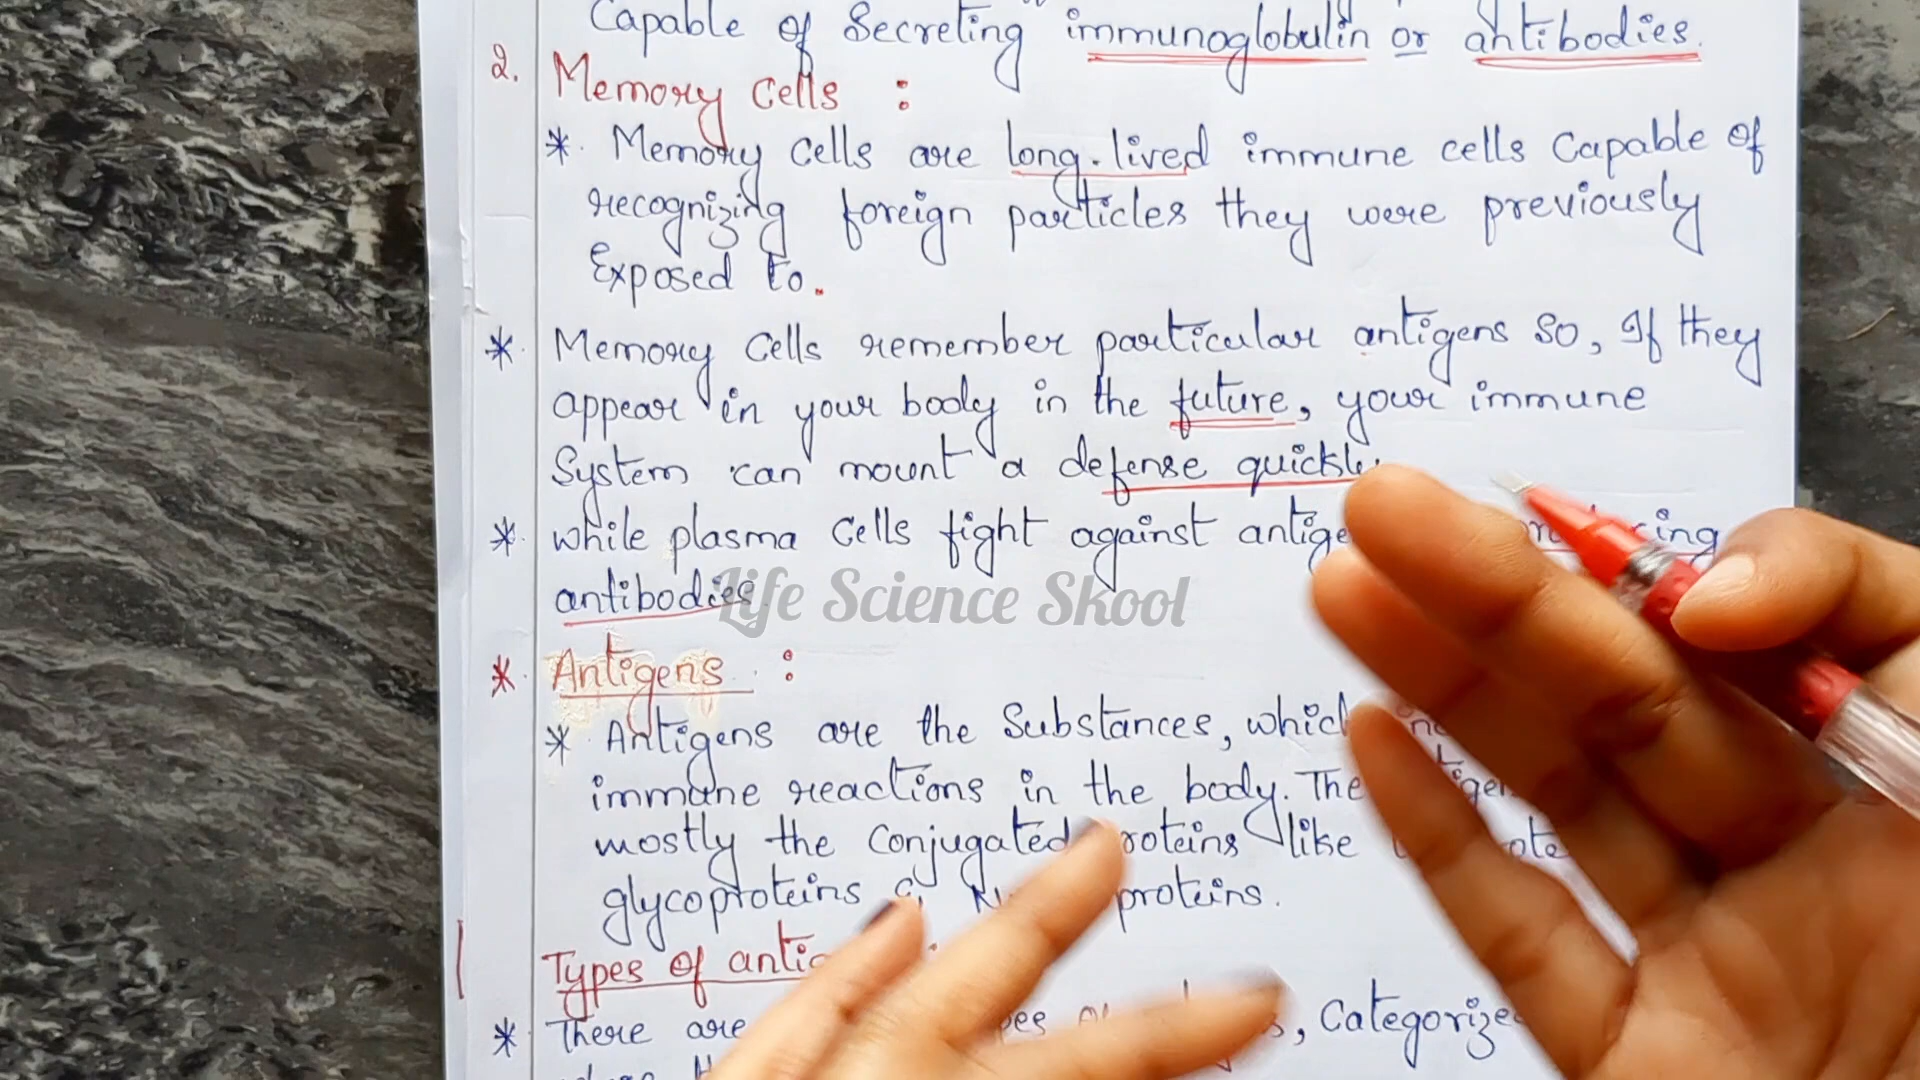 Capable of Secreting immunoglobulin or antibodies.
2. Memory Cells :
* Memory Cells are long-lived immune cells Capable of
recognizing foreign particles they were previously
Exposed to.
* Memory Cells remember particular antigens So, If they
appear in your body in the future, your immune
System can mount a defense quickly
* while plasma Cells fight against
antibodies
Life Science Skool
* Antigens :
* Antigens are the Substances,
immune reactions in the body. The
mostly the Conjugated like
glycoproteins proteins.
Types of
* There are , Categorized